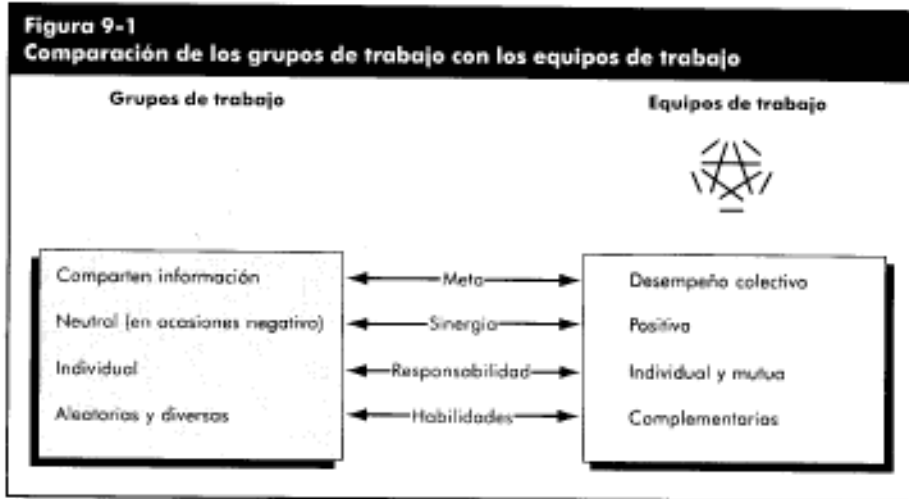 Figura 9-1
Comparación de los grupos de trabajo con los equipos de trabajo
Grupos de trabajo
Equipos de trabajo
Comparten información
Meta
Desempeño colectivo
Neutral (en ocasiones negativo)
Sinergia
Positiva
Individual
Responsabilidad
Individual y mutua
Aleatorias y diversas
Habilidades
Complementarias